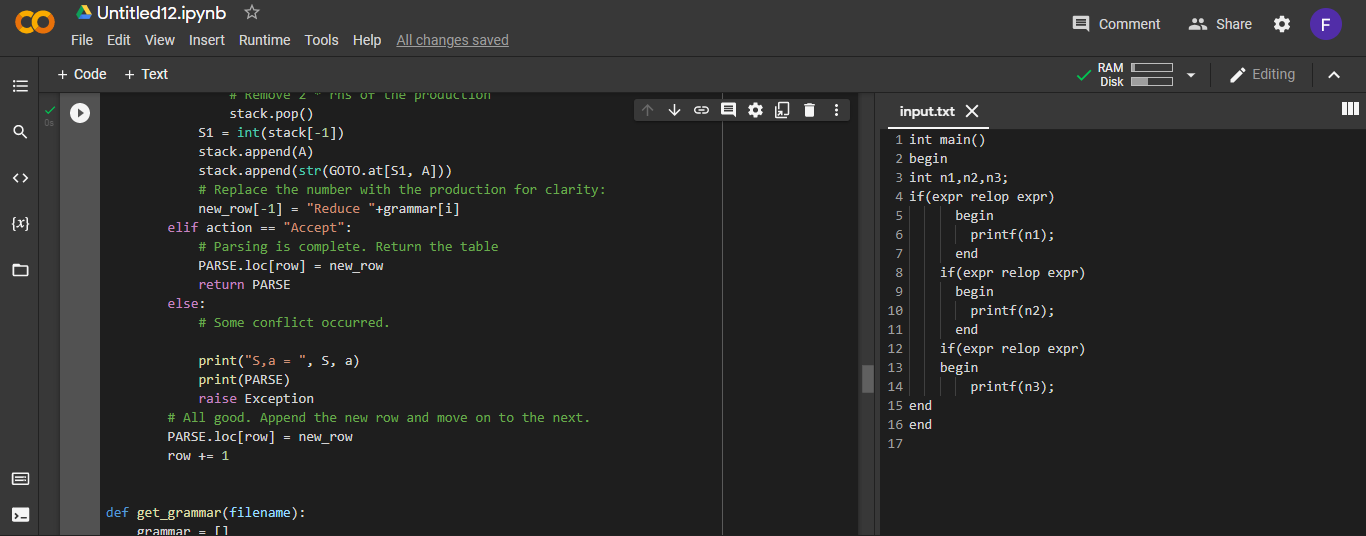 Untitled12.ipynb
File Edit View Insert Runtime Tools Help All changes saved
Comment Share F
+ Code + Text
RAM
Disk
Editing
0s
# Remove 2 * rhs of the production
stack.pop()
S1 = int(stack[-1])
stack.append(A)
stack.append(str(GOTO.at[S1, A]))
# Replace the number with the production for clarity:
new_row[-1] = "Reduce "+grammar[i]
elif action == "Accept":
# Parsing is complete. Return the table
PARSE.loc[row] = new_row
return PARSE
else:
# Some conflict occurred.
print("S,a = ", S, a)
print(PARSE)
raise Exception
# All good. Append the new row and move on to the next.
PARSE.loc[row] = new_row
row += 1
def get_grammar(filename):
grammar = []
input.txt
1 int main()
2 begin
3 int n1,n2,n3;
4 if(expr relop expr)
5 begin
6 printf(n1);
7 end
8 if(expr relop expr)
9 begin
10 printf(n2);
11 end
12 if(expr relop expr)
13 begin
14 printf(n3);
15 end
16 end
17